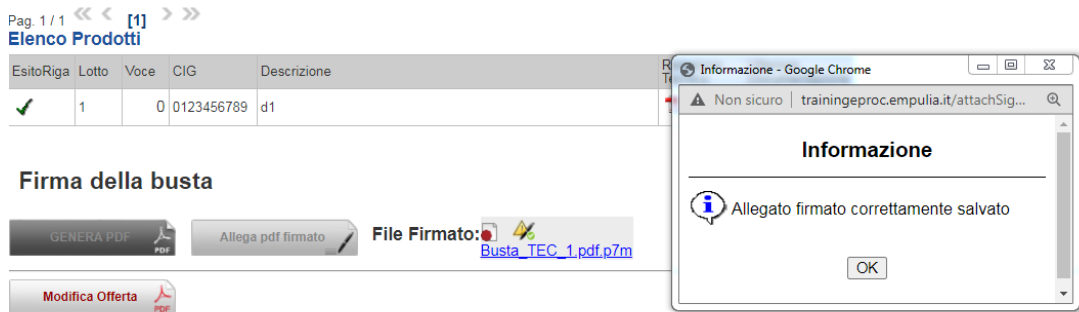 Pag. 1 / 1 [1]
Elenco Prodotti
EsitoRiga Lotto Voce CIG Descrizione
1 0 0123456789 d1
Firma della busta
GENERA PDF
PDF
Allega pdf firmato
File Firmato:
Busta_TEC_1.pdf.p7m
Modifica Offerta
PDF
Informazione - Google Chrome
Non sicuro | trainingeproc.empulia.it/attachSig...
Informazione
Allegato firmato correttamente salvato
OK